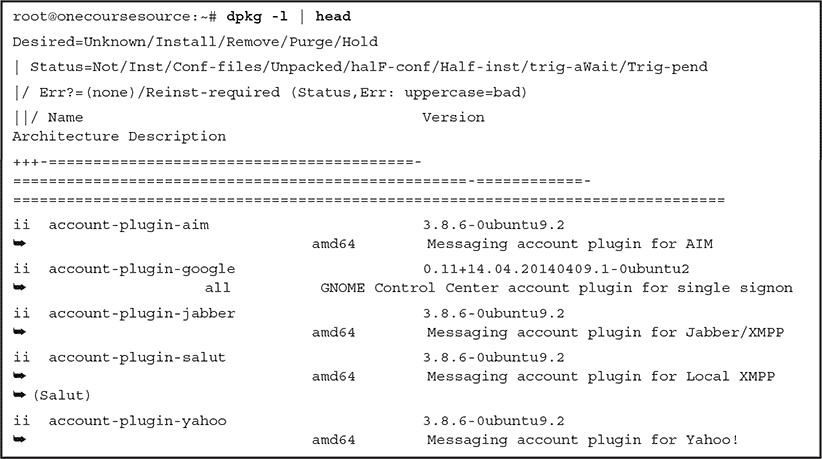 root@onecoursesource:~# dpkg -l | head
Desired=Unknown/Install/Remove/Purge/Hold
| Status=Not/Inst/Conf-files/Unpacked/halF-conf/Half-inst/trig-aWait/Trig-pend
|/ Err?=(none)/Reinst-required (Status,Err: uppercase=bad)
||/ Name Version
Architecture Description
+++-=========================================-
===================================================-============-
================================================================================
ii account-plugin-aim 3.8.6-0ubuntu9.2
➥ amd64 Messaging account plugin for AIM
ii account-plugin-google 0.11+14.04.20140409.1-0ubuntu2
➥ all GNOME Control Center account plugin for single signon
ii account-plugin-jabber 3.8.6-0ubuntu9.2
➥ amd64 Messaging account plugin for Jabber/XMPP
ii account-plugin-salut 3.8.6-0ubuntu9.2
➥ amd64 Messaging account plugin for Local XMPP
➥ (Salut)
ii account-plugin-yahoo 3.8.6-0ubuntu9.2
➥ amd64 Messaging account plugin for Yahoo!